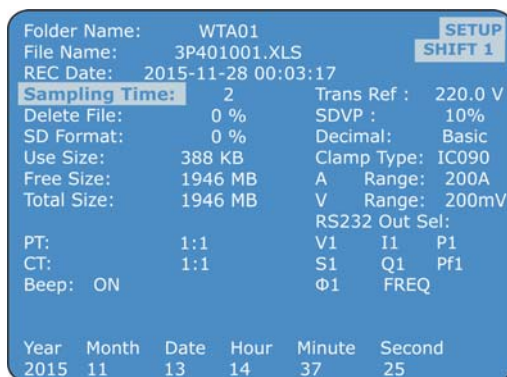 Folder Name: WTA01 SETUP
File Name: 3P401001.XLS SHIFT 1
REC Date: 2015-11-28 00:03:17
Sampling Time: 2 Trans Ref : 220.0 V
Delete File: 0 % SDVP : 10%
SD Format: 0 % Decimal: Basic
Use Size: 388 KB Clamp Type: IC090
Free Size: 1946 MB A Range: 200A
Total Size: 1946 MB V Range: 200mV
RS232 Out Sel:
PT: 1:1 V1 I1 P1
CT: 1:1 S1 Q1 Pf1
Beep: ON Φ1 FREQ
Year Month Date Hour Minute Second
2015 11 13 14 37 25